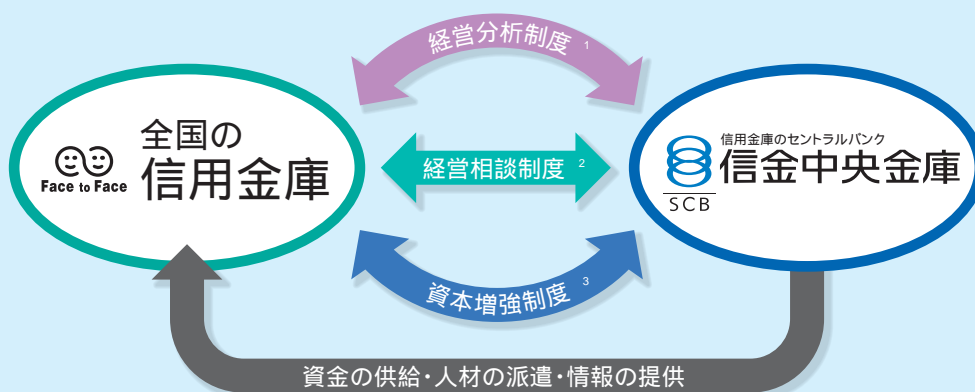 経営分析制度 1
全国の
信用金庫
Face to Face
経営相談制度 2
信用金庫のセントラルバンク
信金中央金庫
SCB
資本増強制度 3
資金の供給・人材の派遣・情報の提供